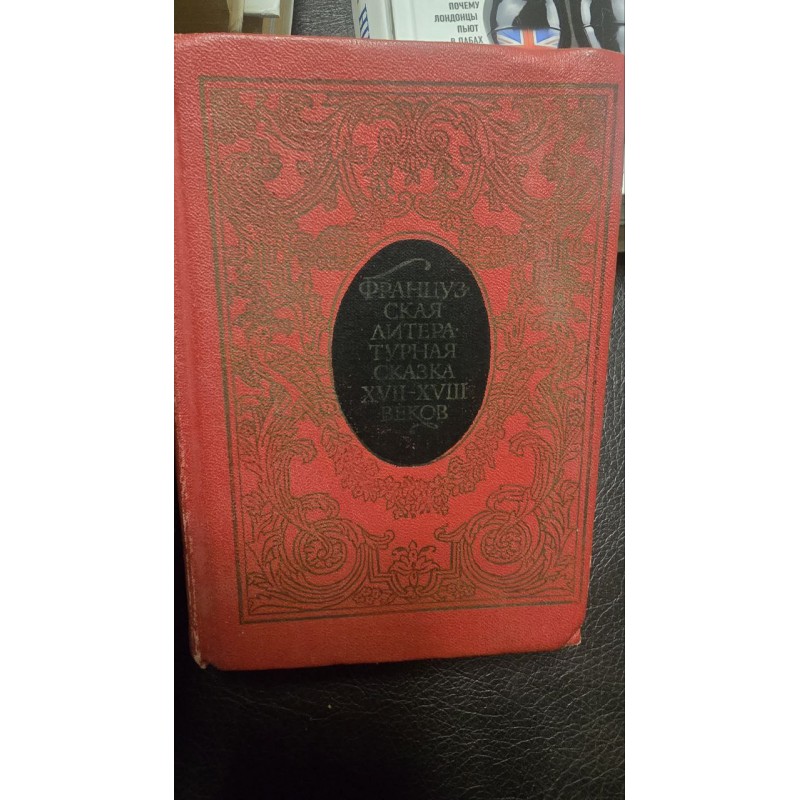 ПОЧЕМУ
ЛОНДОНЦЫ
ПЬЮТ
В ПАБАХ
ФРАНЦУЗ-
СКАЯ
ЛИТЕРА-
ТУРНАЯ
СКАЗКА
XVII-XVIII
ВЕКОВ